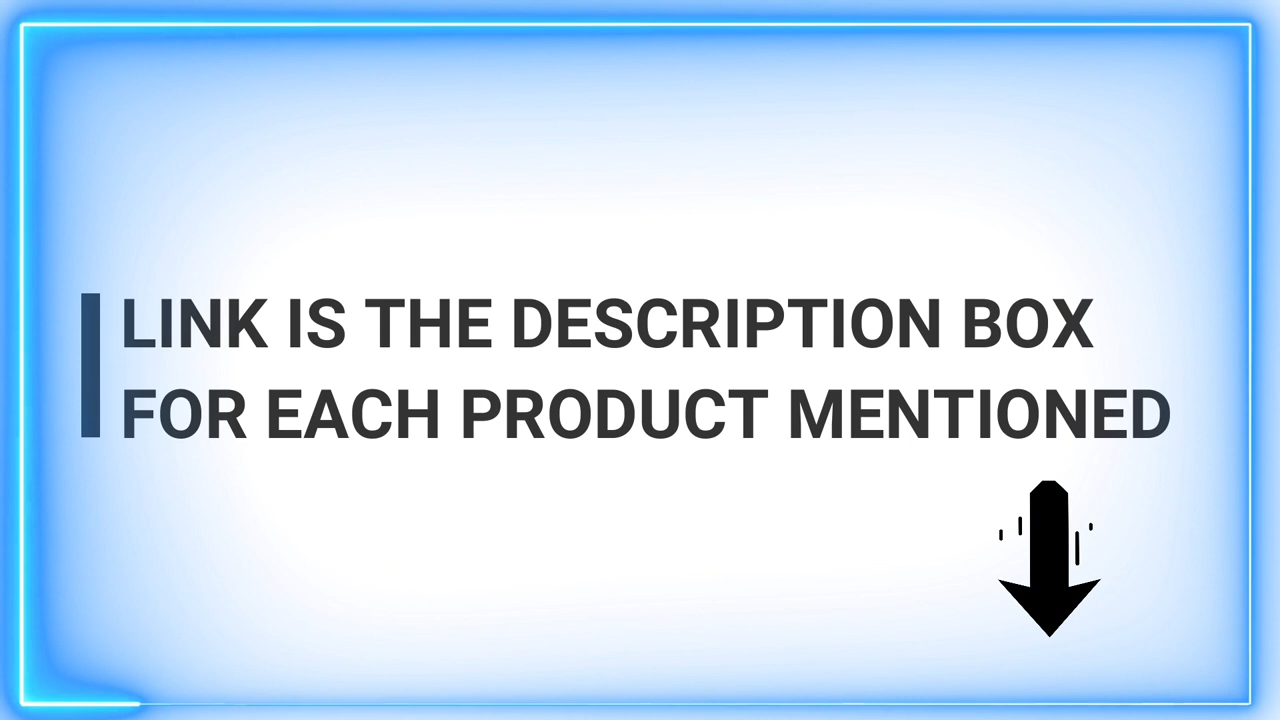 LINK IS THE DESCRIPTION BOX
FOR EACH PRODUCT MENTIONED